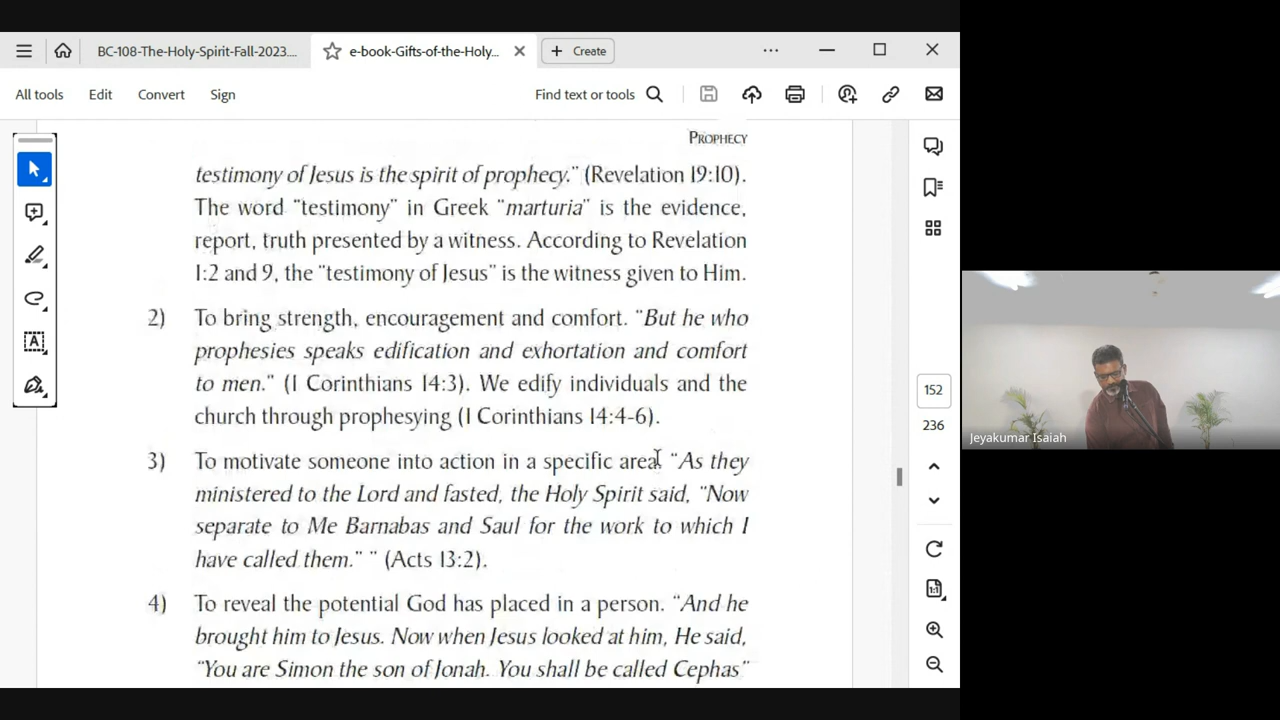 BC-108-The-Holy-Spirit-Fall-2023....
e-book-Gifts-of-the-Holy...
Create
All tools
Edit
Convert
Sign
Find text or tools
PROPHECY
testimony of Jesus is the spirit of prophecy." (Revelation 19:10).
The word "testimony" in Greek "marturia" is the evidence,
report, truth presented by a witness. According to Revelation
1:2 and 9, the "testimony of Jesus" is the witness given to Him.
2) To bring strength, encouragement and comfort. "But he who
prophesies speaks edification and exhortation and comfort
to men." (1 Corinthians 14:3). We edify individuals and the
church through prophesying (1 Corinthians 14:4-6).
3) To motivate someone into action in a specific area. "As they
ministered to the Lord and fasted, the Holy Spirit said, "Now
separate to Me Barnabas and Saul for the work to which I
have called them." " (Acts 13:2).
4) To reveal the potential God has placed in a person. "And he
brought him to Jesus. Now when Jesus looked at him, He said,
"You are Simon the son of Jonah. You shall be called Cephas"
152
236
Jeyakumar Isaiah